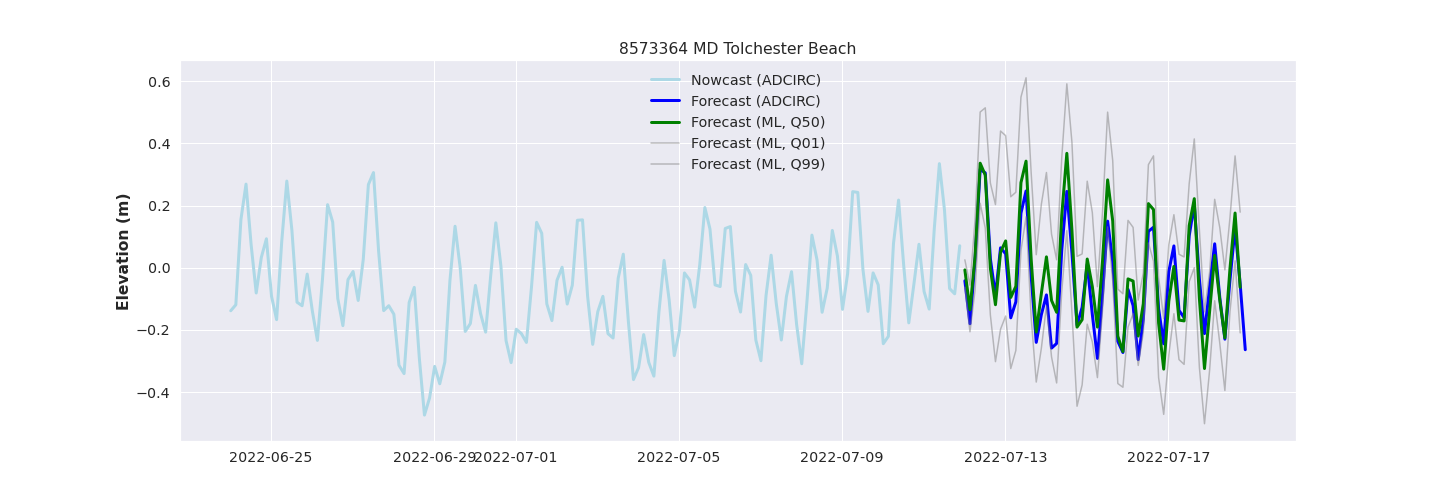 8573364 MD Tolchester Beach
Nowcast (ADCIRC)
Forecast (ADCIRC)
Forecast (ML, Q50)
Forecast (ML, Q01)
Forecast (ML, Q99)
Elevation (m)
0.6
0.4
0.2
0.0
−0.2
−0.4
2022-06-25
2022-06-29
2022-07-01
2022-07-05
2022-07-09
2022-07-13
2022-07-17